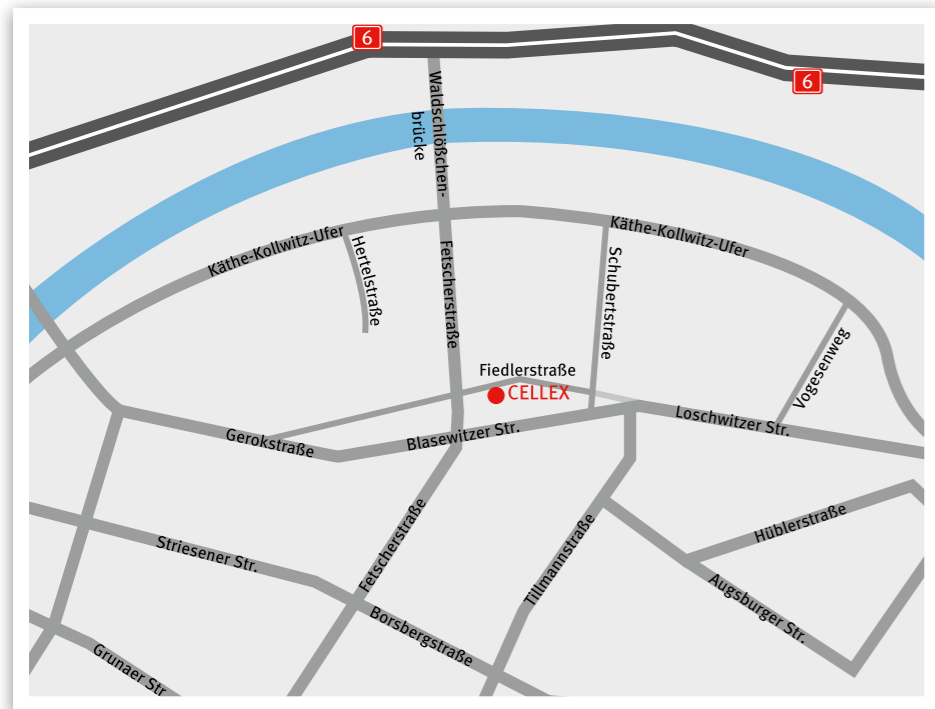 6
6
Waldschlößchen-
brücke
Käthe-Kollwitz-Ufer
Käthe-Kollwitz-Ufer
Hertelstraße
Fetscherstraße
Schubertstraße
Vogesenweg
Fiedlerstraße
CELLEX
Gerokstraße
Blasewitzer Str.
Loschwitzer Str.
Striesener Str.
Fetscherstraße
Tillmannstraße
Hüblerstraße
Augsburger Str.
Borsbergstraße
Grunaer Str.